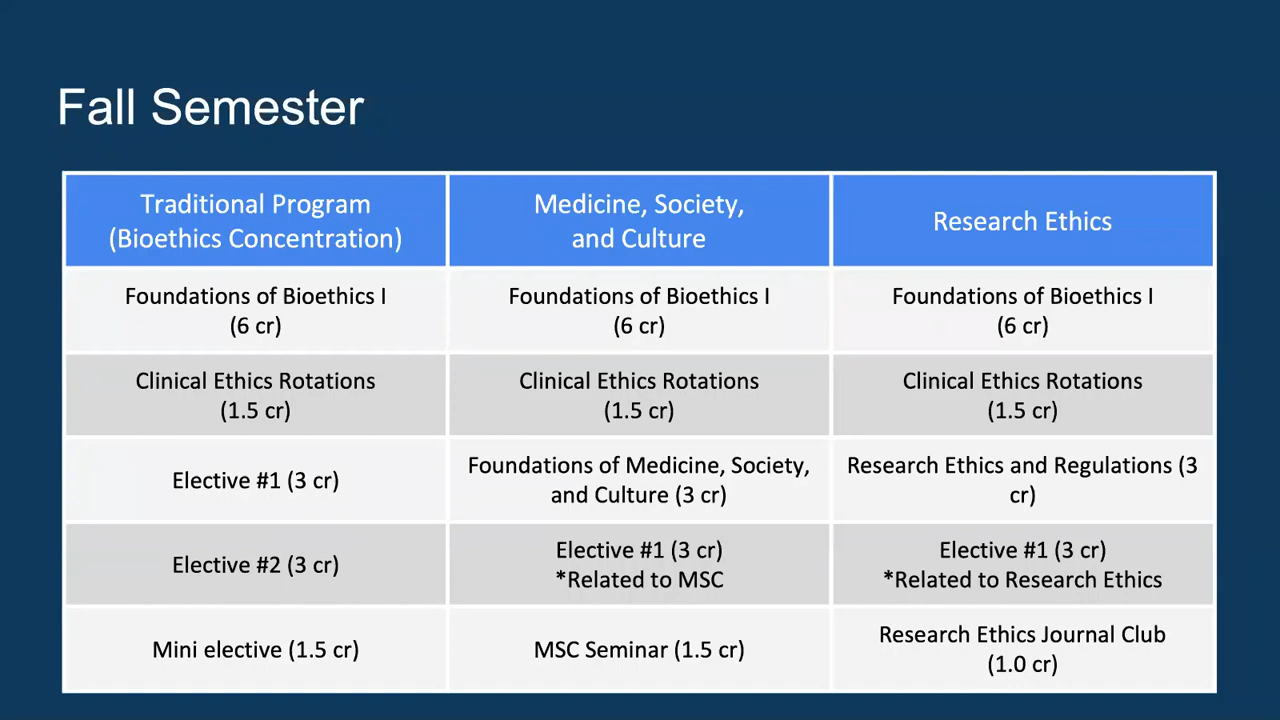 Fall Semester
Traditional Program
(Bioethics Concentration)
Medicine, Society,
and Culture
Research Ethics
Foundations of Bioethics I
(6 cr)
Foundations of Bioethics I
(6 cr)
Foundations of Bioethics I
(6 cr)
Clinical Ethics Rotations
(1.5 cr)
Clinical Ethics Rotations
(1.5 cr)
Clinical Ethics Rotations
(1.5 cr)
Elective #1 (3 cr)
Foundations of Medicine, Society,
and Culture (3 cr)
Research Ethics and Regulations (3
cr)
Elective #2 (3 cr)
Elective #1 (3 cr)
*Related to MSC
Elective #1 (3 cr)
*Related to Research Ethics
Mini elective (1.5 cr)
MSC Seminar (1.5 cr)
Research Ethics Journal Club
(1.0 cr)